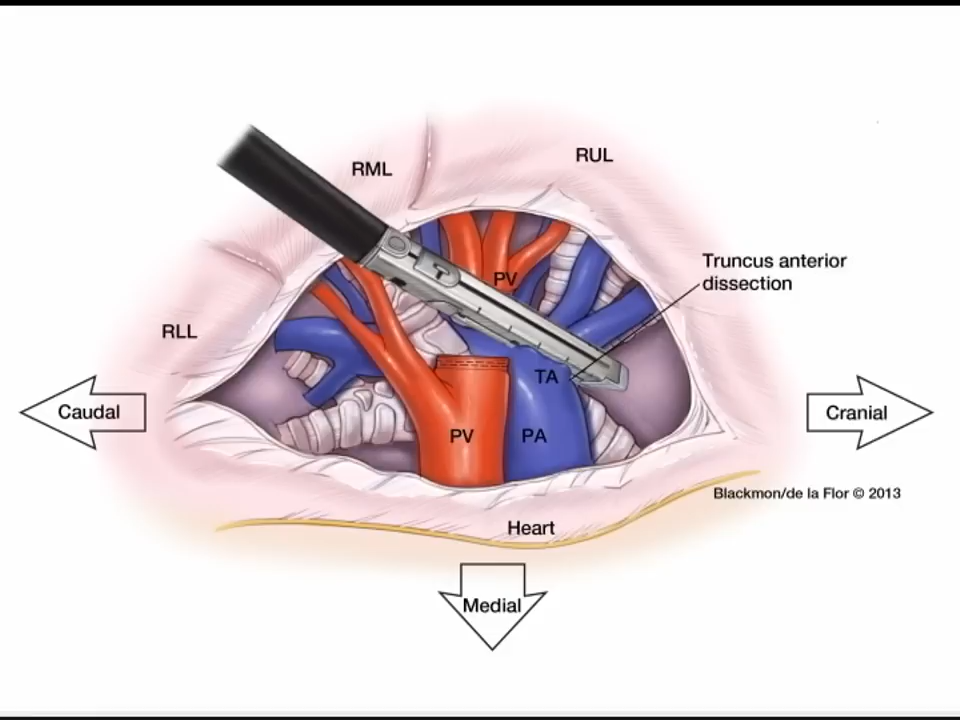 RML
RUL
PV
Truncus anterior
dissection
RLL
TA
Caudal
Cranial
PV
PA
Blackmon/de la Flor © 2013
Heart
Medial